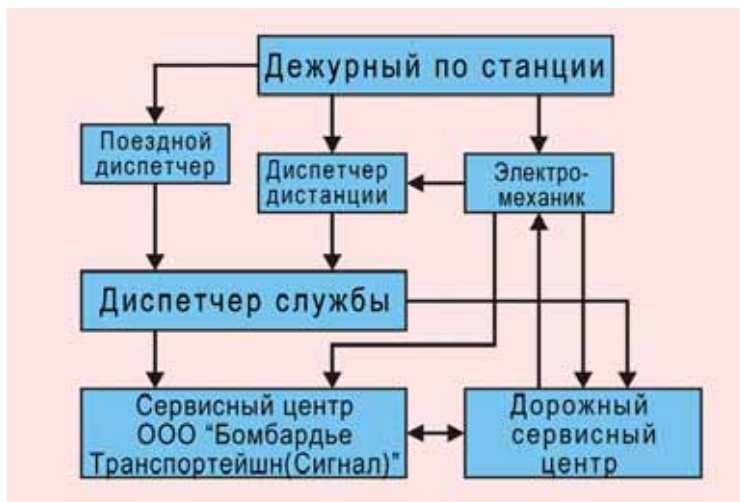 Дежурный по станции
Поездной
диспетчер
Диспетчер
дистанции
Электро-
механик
Диспетчер службы
Сервисный центр
ООО "Бомбардье
Транспортейшн(Сигнал)"
Дорожный
сервисный
центр